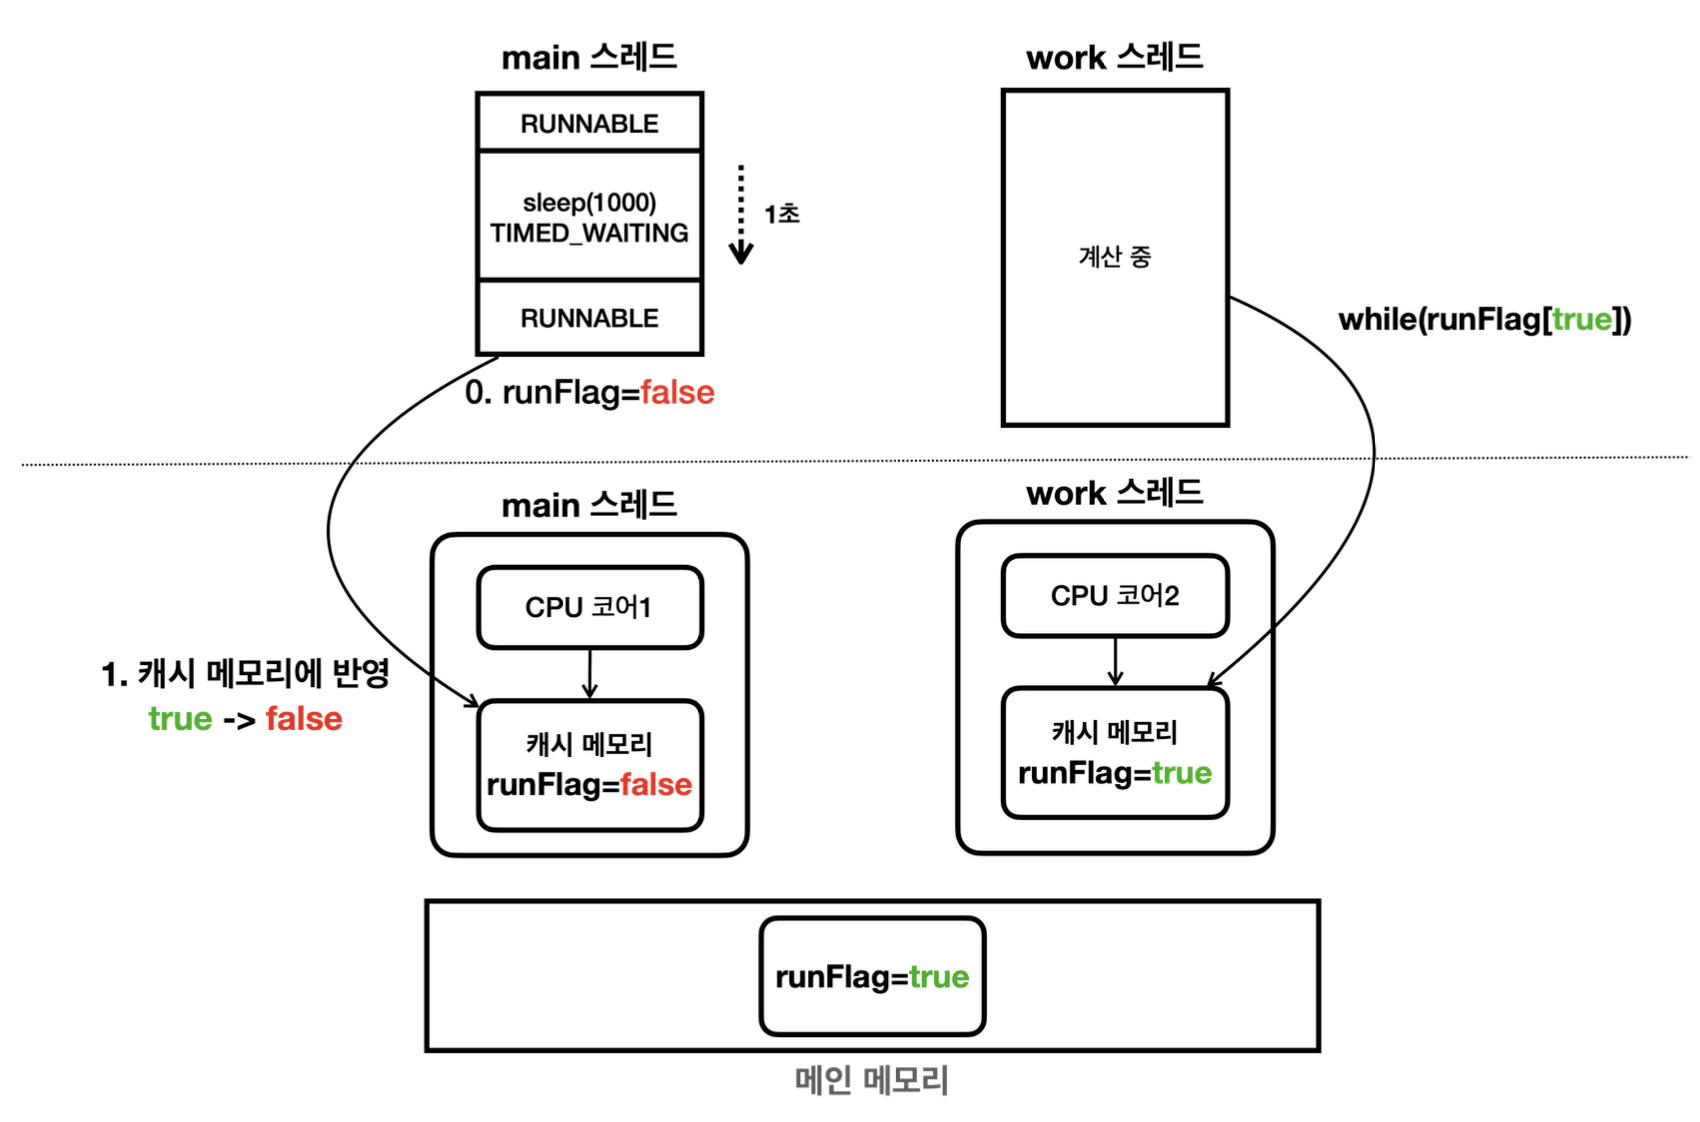 main 스레드
RUNNABLE
sleep(1000)
TIMED_WAITING
RUNNABLE
1초
0. runFlag=false
work 스레드
계산 중
while(runFlag[true])
main 스레드
CPU 코어1
캐시 메모리
runFlag=false
1. 캐시 메모리에 반영
true -> false
work 스레드
CPU 코어2
캐시 메모리
runFlag=true
runFlag=true
메인 메모리